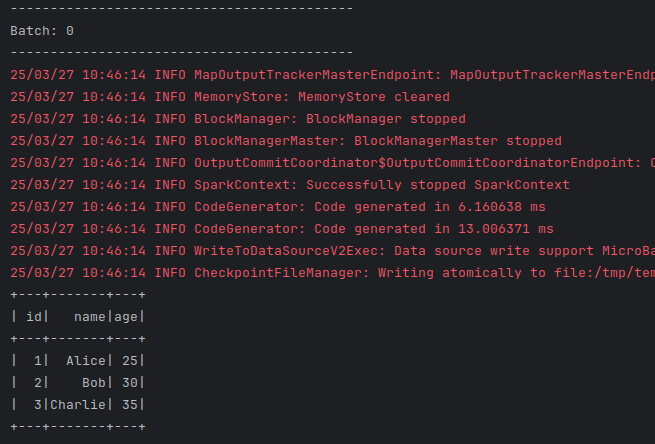 -------------------------------------------
Batch: 0
-------------------------------------------
25/03/27 10:46:14 INFO MapOutputTrackerMasterEndpoint: MapOutputTrackerMasterEndp
25/03/27 10:46:14 INFO MemoryStore: MemoryStore cleared
25/03/27 10:46:14 INFO BlockManager: BlockManager stopped
25/03/27 10:46:14 INFO BlockManagerMaster: BlockManagerMaster stopped
25/03/27 10:46:14 INFO OutputCommitCoordinator$OutputCommitCoordinatorEndpoint: O
25/03/27 10:46:14 INFO SparkContext: Successfully stopped SparkContext
25/03/27 10:46:14 INFO CodeGenerator: Code generated in 6.160638 ms
25/03/27 10:46:14 INFO CodeGenerator: Code generated in 13.006371 ms
25/03/27 10:46:14 INFO WriteToDataSourceV2Exec: Data source write support MicroBa
25/03/27 10:46:14 INFO CheckpointFileManager: Writing atomically to file:/tmp/tem
+---+-------+---+
| id|   name|age|
+---+-------+---+
|  1|  Alice| 25|
|  2|    Bob| 30|
|  3|Charlie| 35|
+---+-------+---+